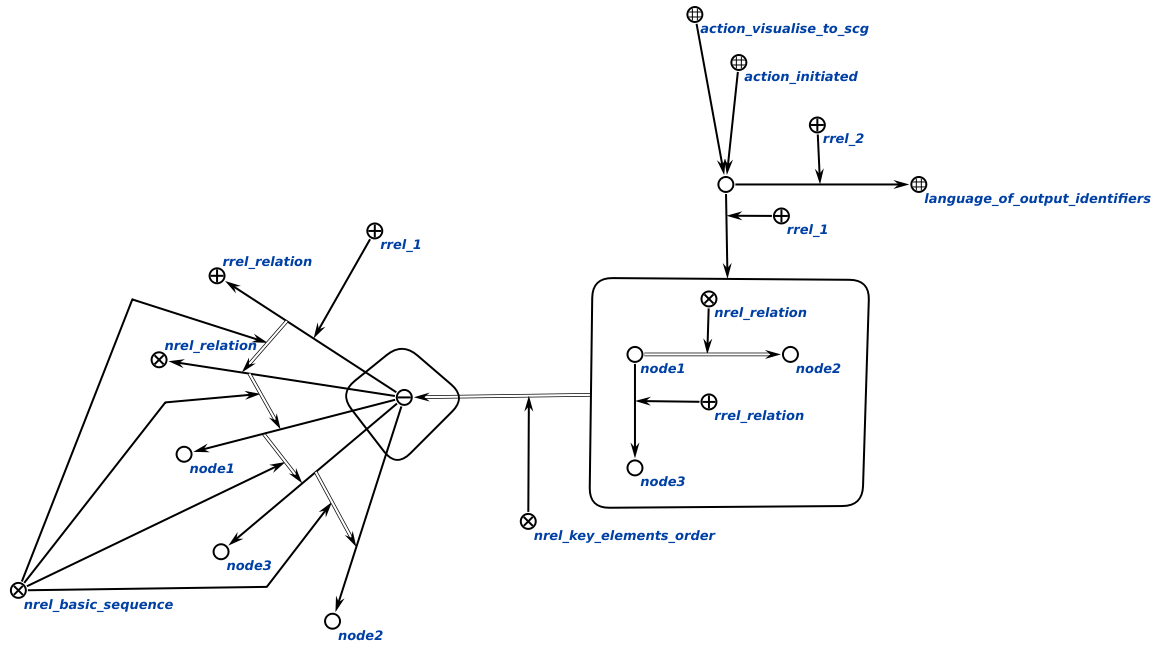 action_visualise_to_scg
action_initiated
rrel_2
language_of_output_identifiers
rrel_1
rrel_1
rrel_relation
nrel_relation
nrel_relation
node1
node2
rrel_relation
node1
node3
nrel_key_elements_order
node3
nrel_basic_sequence
node2